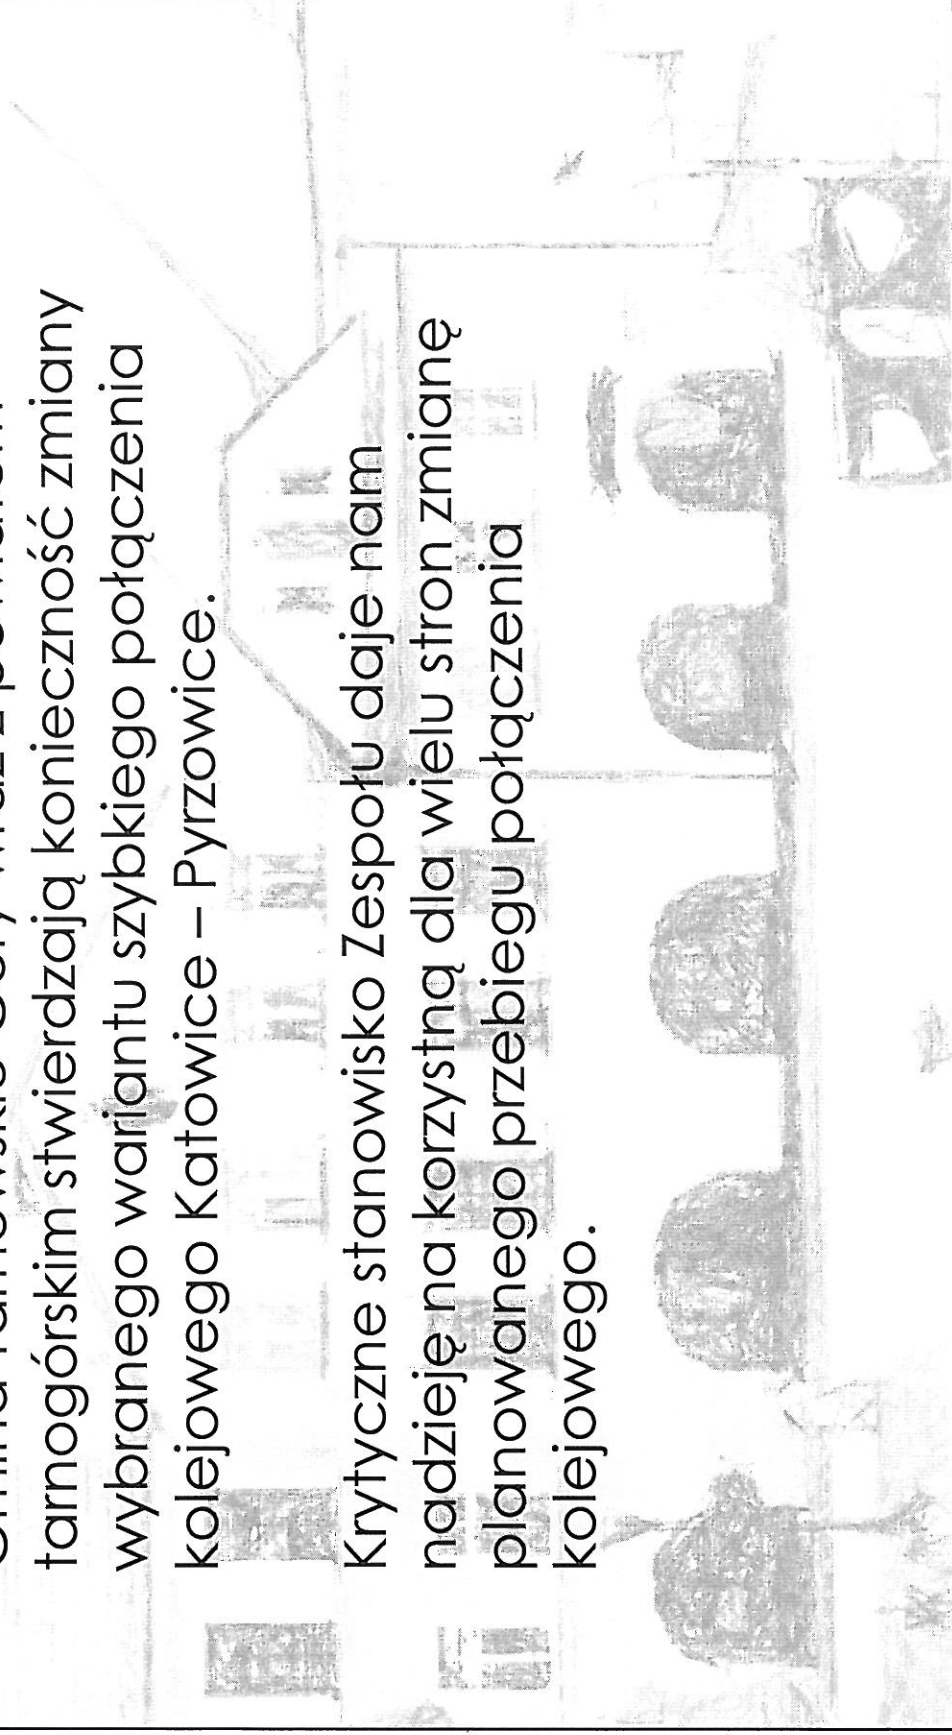 tarnogórskim stwierdzają konieczność zmiany
wybranego wariantu szybkiego połączenia
kolejowego Katowice – Pyrzowice.
Krytyczne stanowisko Zespołu daje nam
nadzieję na korzystną dla wielu stron zmianę
planowanego przebiegu połączenia
kolejowego.